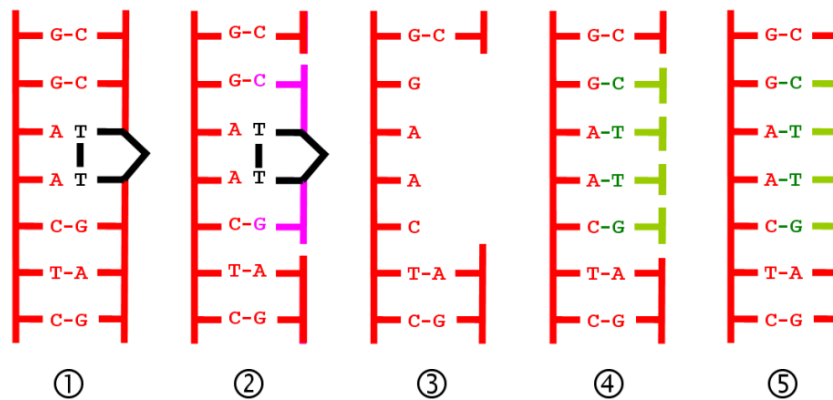 G-C G-C G-C G-C G-C
G-C G-C G G-C G-C
A T A T A A-T A-T
A T A T A A-T A-T
C-G C-G C C-G C-G
T-A T-A T-A T-A T-A
C-G C-G C-G C-G C-G
① ② ③ ④ ⑤